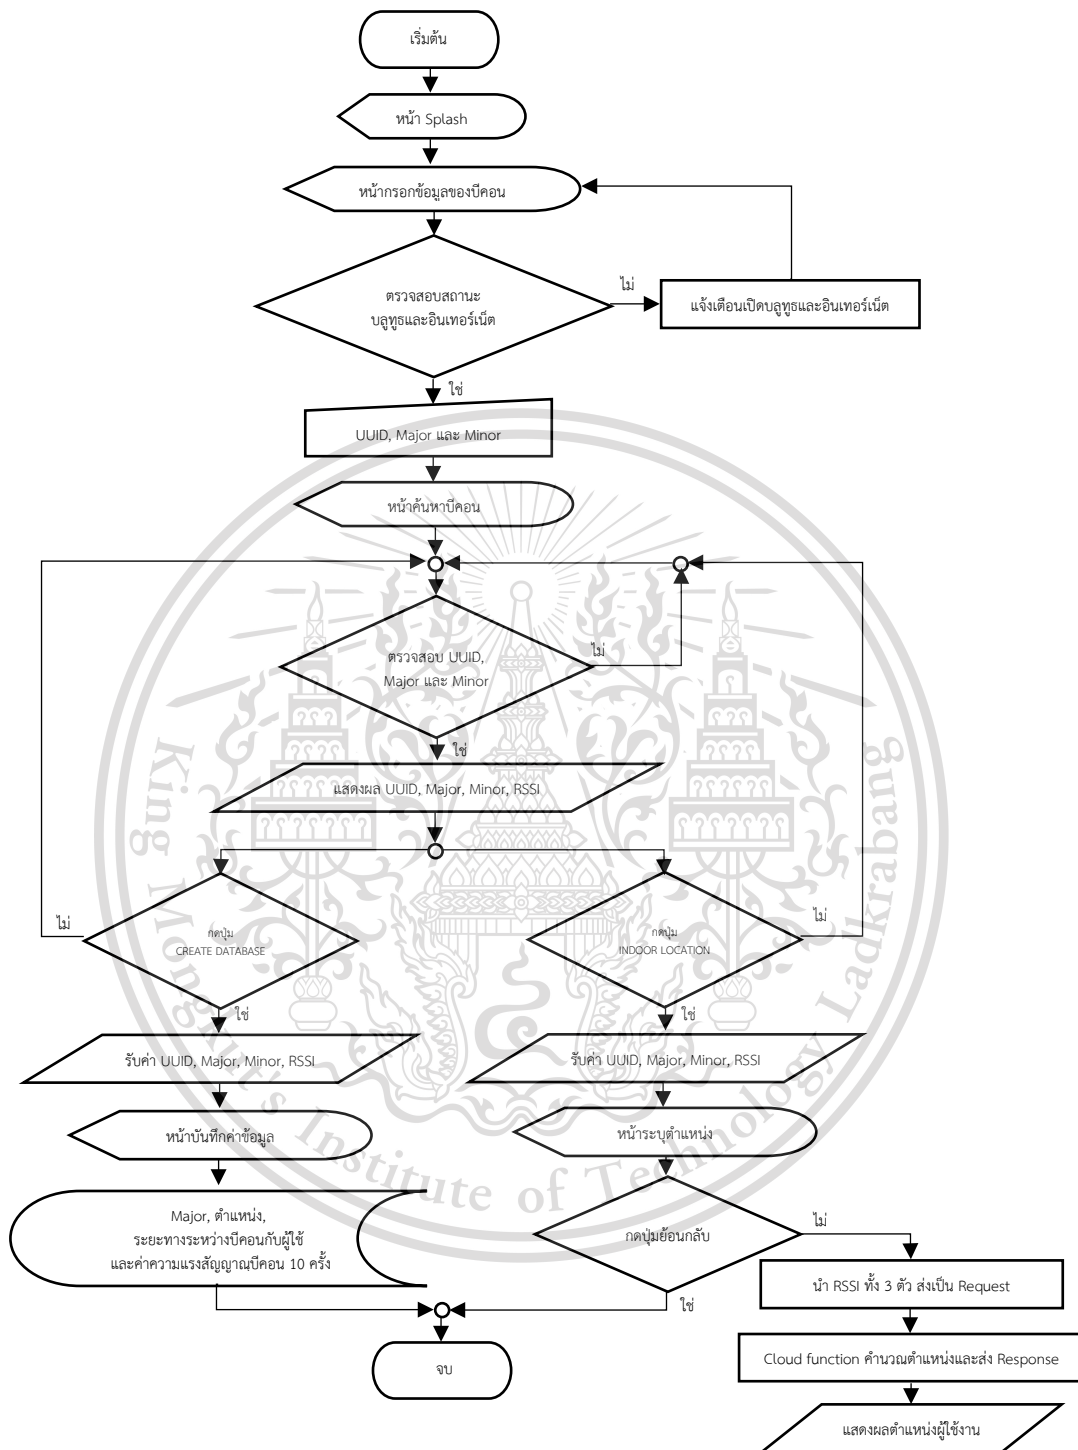 เริ่มต้น
หน้า Splash
หน้ากรอกข้อมูลของบีคอน
ตรวจสอบสถานะ
บลูทูธและอินเทอร์เน็ต
ไม่
แจ้งเตือนเปิดบลูทูธและอินเทอร์เน็ต
ใช่
UUID, Major และ Minor
หน้าค้นหาบีคอน
ตรวจสอบ UUID,
Major และ Minor
ไม่
ใช่
แสดงผล UUID, Major, Minor, RSSI
ไม่
กดปุ่ม
CREATE DATABASE
กดปุ่ม
INDOOR LOCATION
ไม่
ใช่
ใช่
รับค่า UUID, Major, Minor, RSSI
รับค่า UUID, Major, Minor, RSSI
หน้าบันทึกค่าข้อมูล
หน้าระบุตำแหน่ง
Major, ตำแหน่ง,
ระยะทางระหว่างบีคอนกับผู้ใช้
และค่าความแรงสัญญาณบีคอน 10 ครั้ง
กดปุ่มย้อนกลับ
ไม่
ใช่
นำ RSSI ทั้ง 3 ตัว ส่งเป็น Request
Cloud function คำนวณตำแหน่งและส่ง Response
แสดงผลตำแหน่งผู้ใช้งาน
จบ
King Mongkut's Institute of Technology Ladkrabang